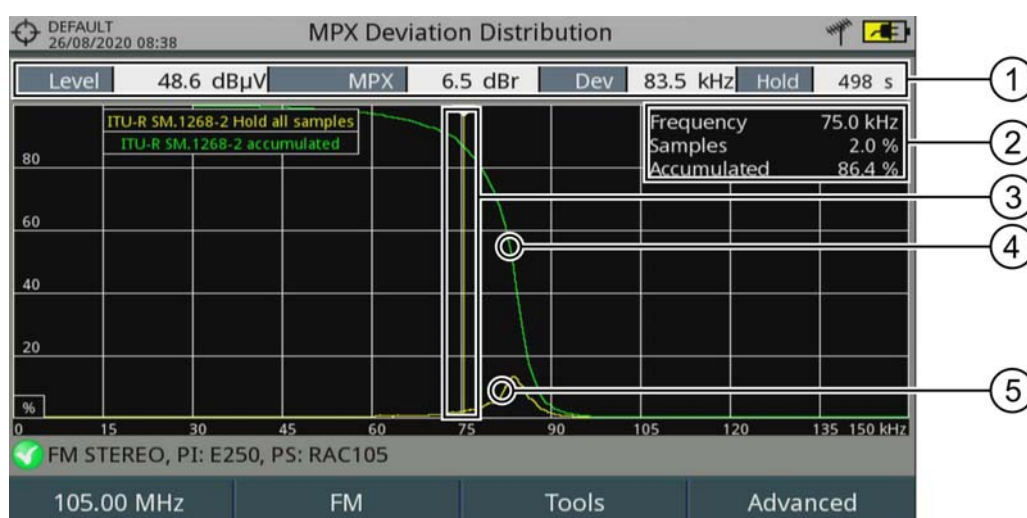 DEFAULT
26/08/2020 08:38
MPX Deviation Distribution
Level 48.6 dBµV MPX 6.5 dBr Dev 83.5 kHz Hold 498 s
1
ITU-R SM.1268-2 Hold all samples
ITU-R SM.1268-2 accumulated
Frequency 75.0 kHz
Samples 2.0 %
Accumulated 86.4 %
2
3
4
5
80
60
40
20
%
0 15 30 45 60 75 90 105 120 135 150 kHz
FM STEREO, PI: E250, PS: RAC105
105.00 MHz FM Tools Advanced